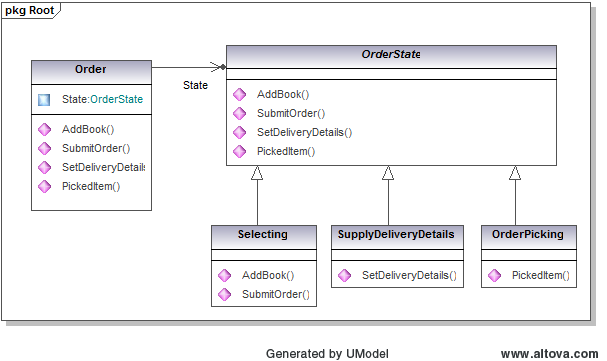 pkg Root
Order
State:OrderState
AddBook()
SubmitOrder()
SetDeliveryDetails
PickedItem()
State
OrderState
AddBook()
SubmitOrder()
SetDeliveryDetails()
PickedItem()
Selecting
AddBook()
SubmitOrder()
SupplyDeliveryDetails
SetDeliveryDetails()
OrderPicking
PickedItem()
Generated by UModel
www.altova.com